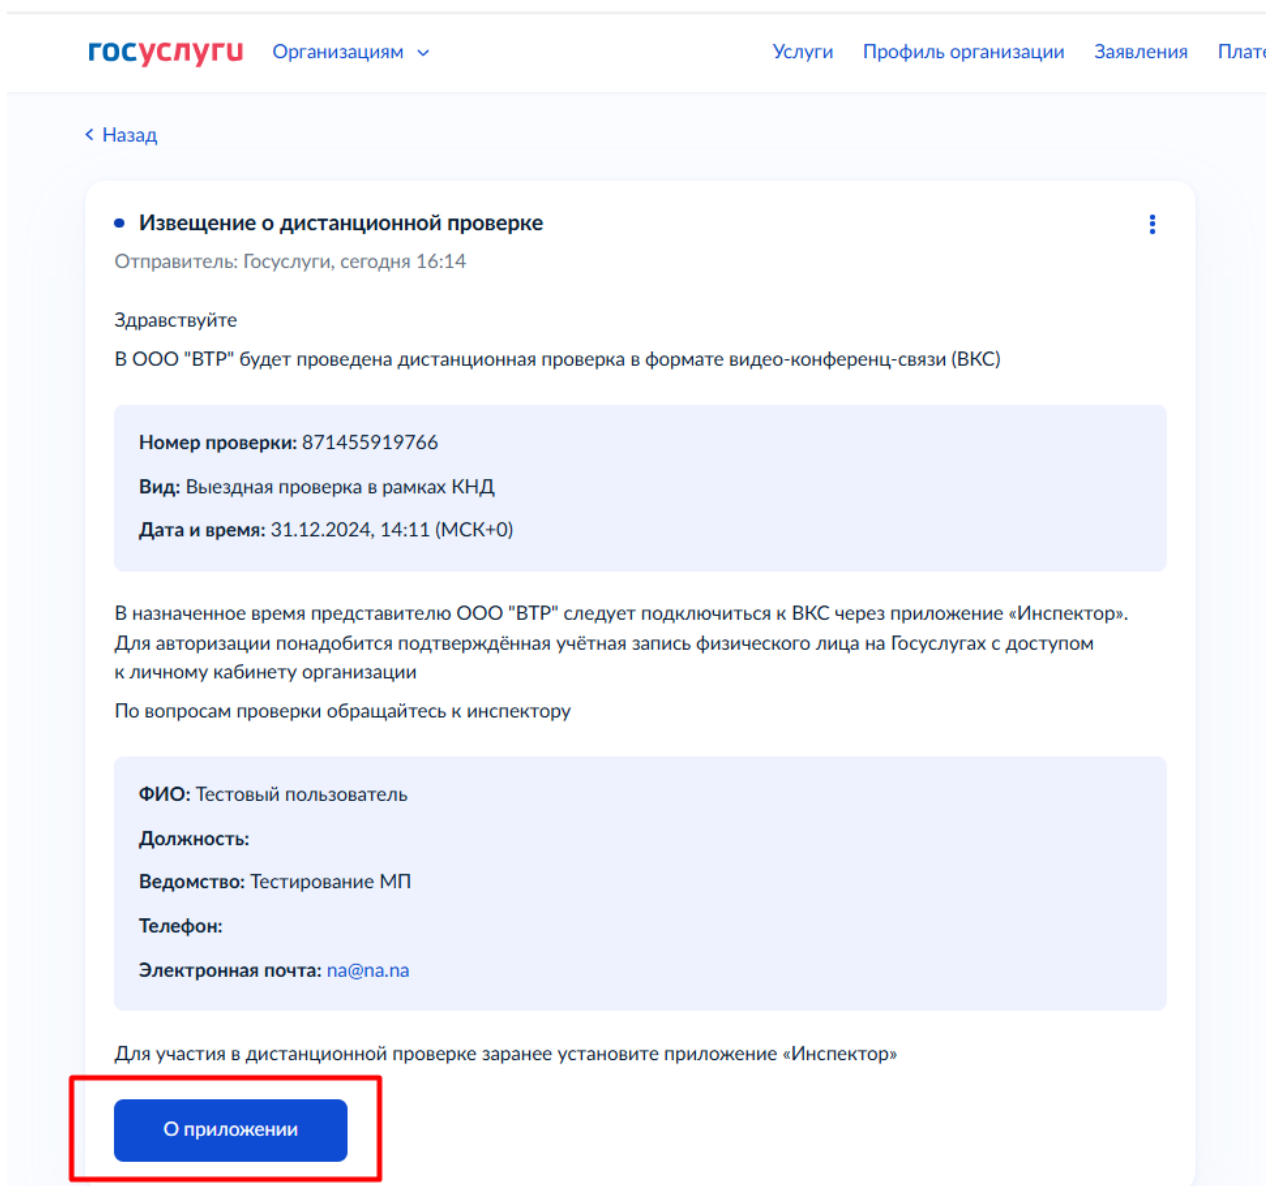 госуслуги Организациям Услуги Профиль организации Заявления Плате
Назад
Извещение о дистанционной проверке
Отправитель: Госуслуги, сегодня 16:14
Здравствуйте
В ООО "ВТР" будет проведена дистанционная проверка в формате видео-конференц-связи (ВКС)
Номер проверки: 871455919766
Вид: Выездная проверка в рамках КНД
Дата и время: 31.12.2024, 14:11 (МСК+0)
В назначенное время представителю ООО "ВТР" следует подключиться к ВКС через приложение «Инспектор».
Для авторизации понадобится подтверждённая учётная запись физического лица на Госуслугах с доступом
к личному кабинету организации
По вопросам проверки обращайтесь к инспектору
ФИО: Тестовый пользователь
Должность:
Ведомство: Тестирование МП
Телефон:
Электронная почта: na@na.na
Для участия в дистанционной проверке заранее установите приложение «Инспектор»
О приложении